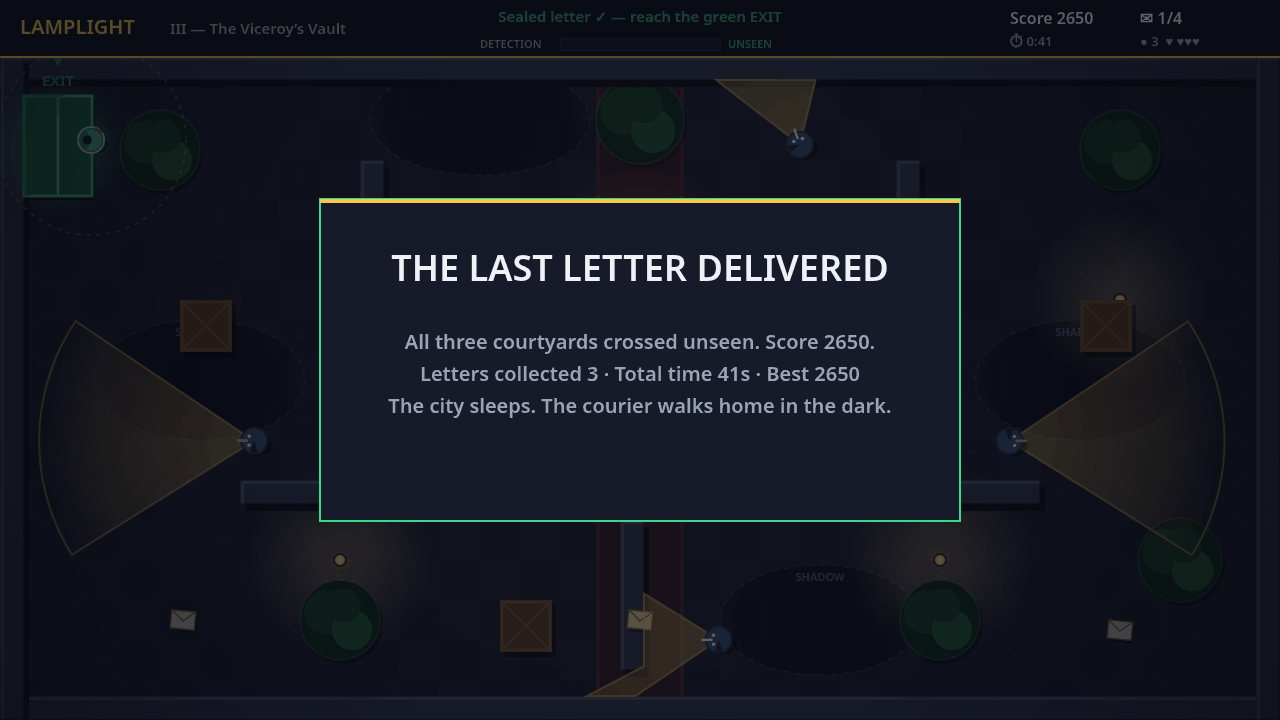 LAMPLIGHT
III — The Viceroy's Vault
Sealed letter ✓ — reach the green EXIT
DETECTION
UNSEEN
Score 2650
✉ 1/4
⏱ 0:41
● 3 ♥ ♥♥♥
EXIT
THE LAST LETTER DELIVERED
All three courtyards crossed unseen. Score 2650.
Letters collected 3 · Total time 41s · Best 2650
The city sleeps. The courier walks home in the dark.
SHADOW